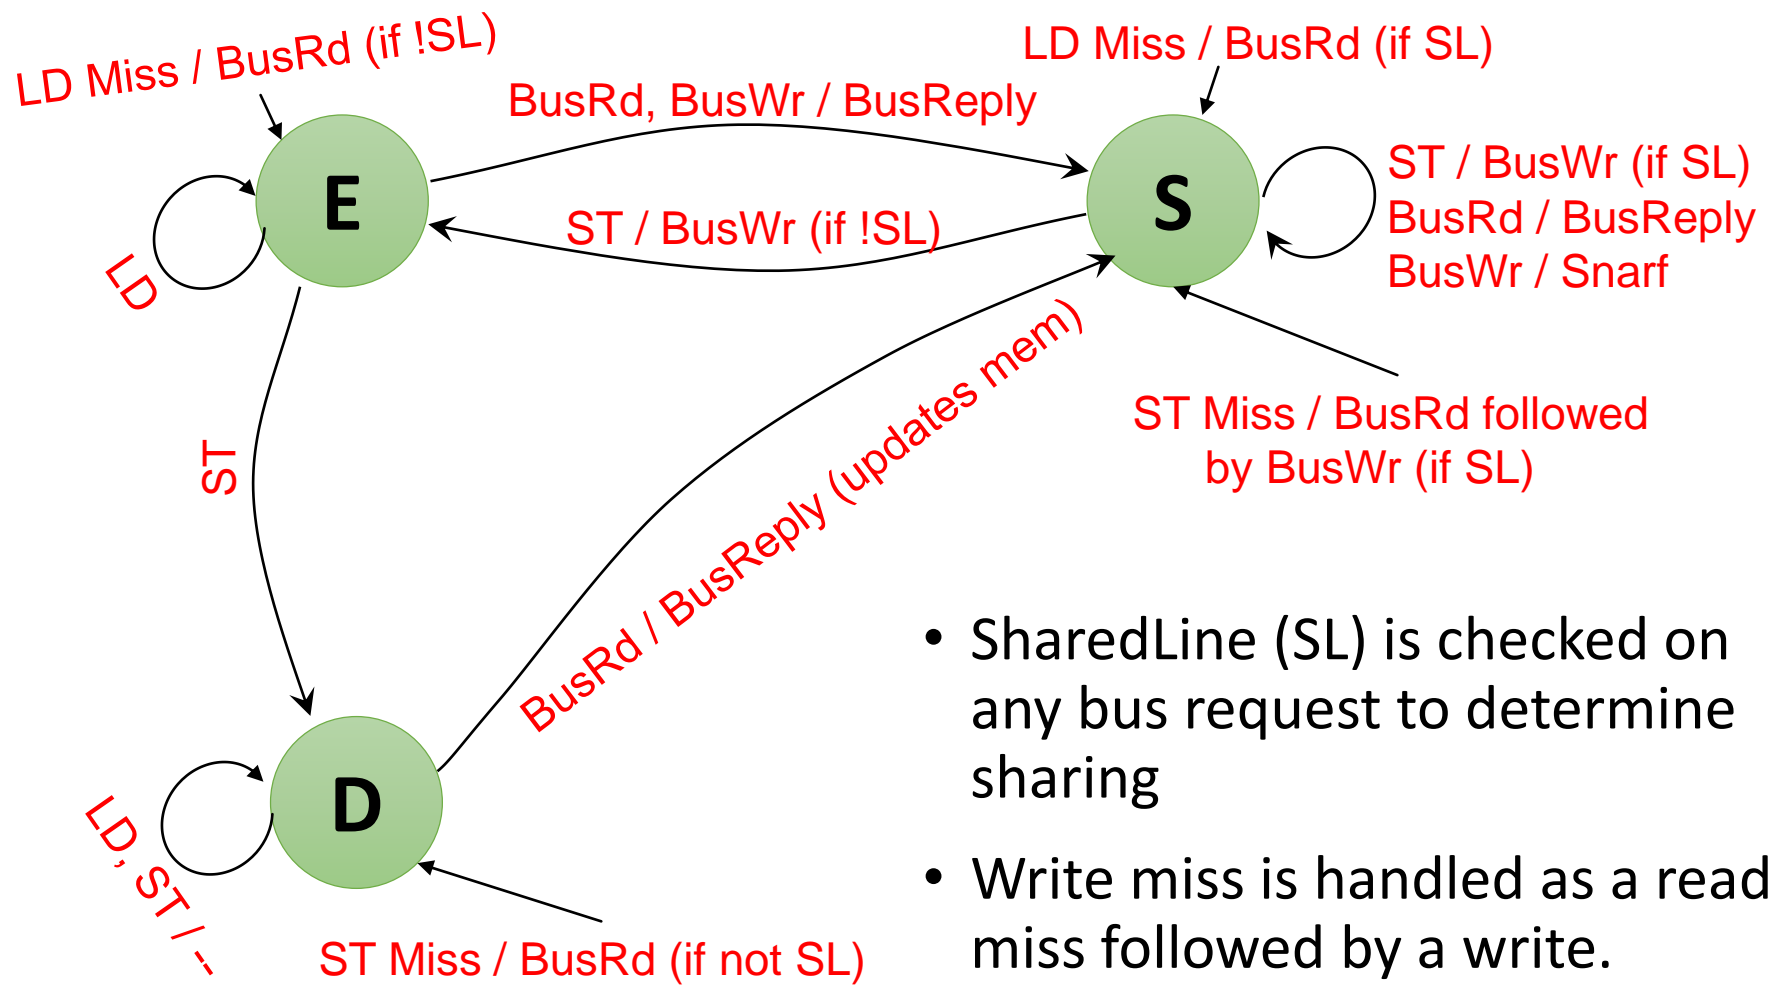 LD Miss / BusRd (if !SL)
LD Miss / BusRd (if SL)
BusRd, BusWr / BusReply
E
S
ST / BusWr (if SL)
BusRd / BusReply
BusWr / Snarf
ST / BusWr (if !SL)
LD
BusRd / BusReply (updates mem)
ST Miss / BusRd followed
by BusWr (if SL)
ST
D
LD, ST / --
ST Miss / BusRd (if not SL)
• SharedLine (SL) is checked on
any bus request to determine
sharing
• Write miss is handled as a read
miss followed by a write.